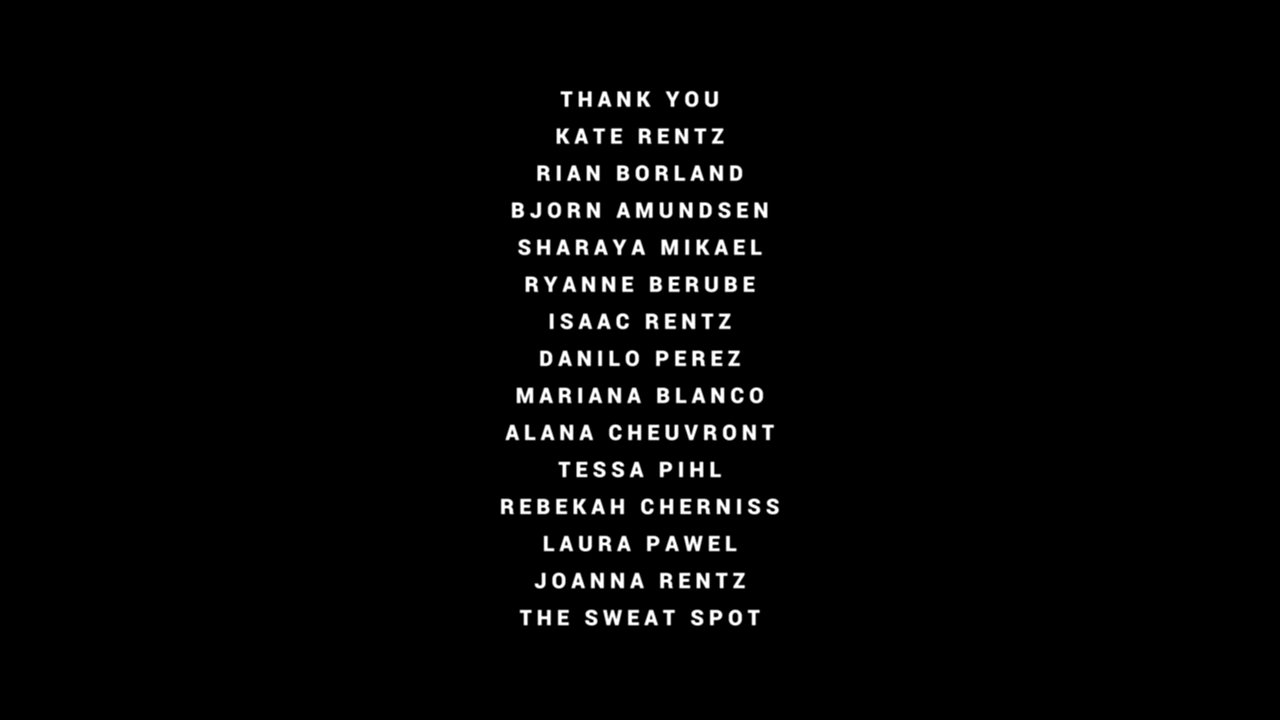 THANK YOU
KATE RENTZ
RIAN BORLAND
BJORN AMUNDSEN
SHARAYA MIKAEL
RYANNE BERUBE
ISAAC RENTZ
DANILO PEREZ
MARIANA BLANCO
ALANA CHEUVRONT
TESSA PIHL
REBEKAH CHERNISS
LAURA PAWEL
JOANNA RENTZ
THE SWEAT SPOT